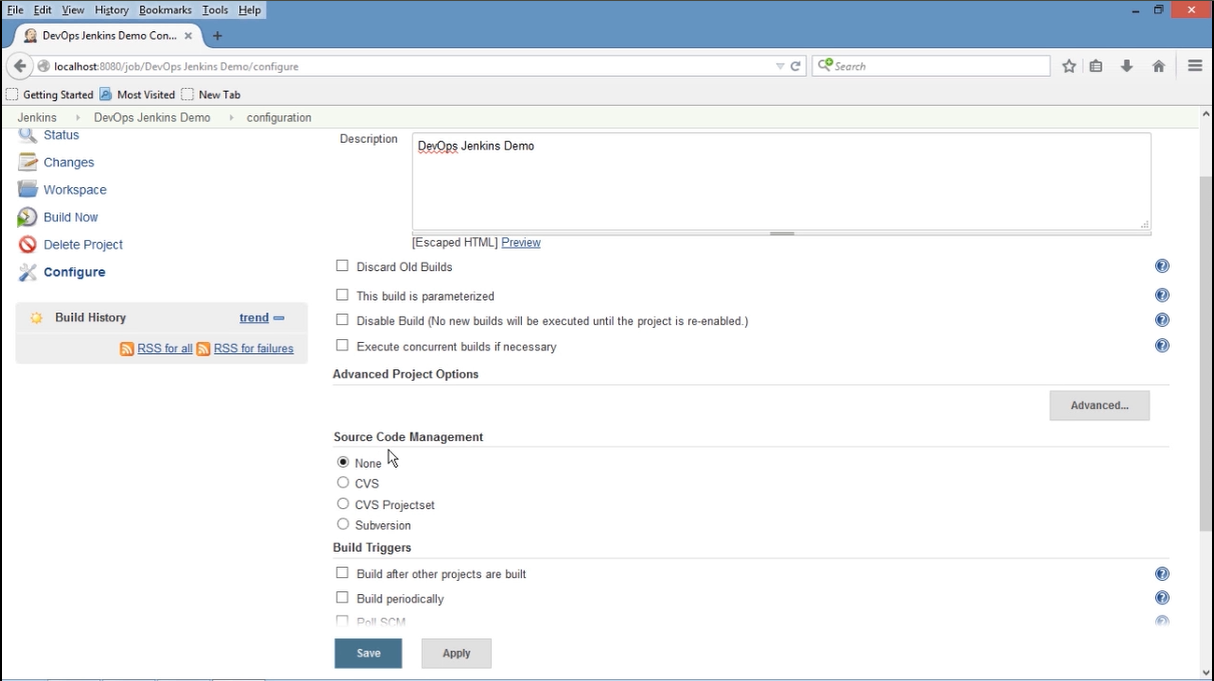 File Edit View History Bookmarks Tools Help
DevOps Jenkins Demo Con...
localhost:8080/job/DevOps Jenkins Demo/configure
Search
Getting Started Most Visited New Tab
Jenkins DevOps Jenkins Demo configuration
Status
Changes
Workspace
Build Now
Delete Project
Configure
Build History trend
RSS for all RSS for failures
Description
DevOps Jenkins Demo
[Escaped HTML] Preview
Discard Old Builds
This build is parameterized
Disable Build (No new builds will be executed until the project is re-enabled.)
Execute concurrent builds if necessary
Advanced Project Options
Advanced...
Source Code Management
None
CVS
CVS Projectset
Subversion
Build Triggers
Build after other projects are built
Build periodically
Poll SCM
Save Apply